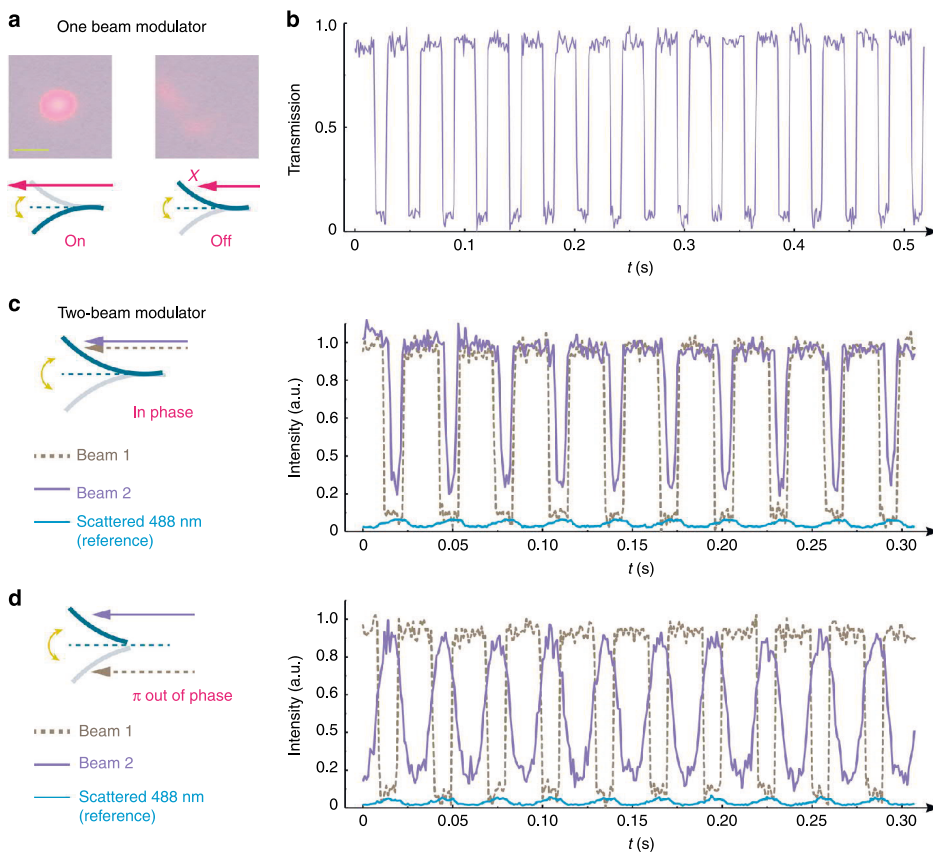 a
One beam modulator
X
On
Off
b
Transmission
1.0
0.5
0
0
0.1
0.2
0.3
0.4
0.5
t (s)
c
Two-beam modulator
In phase
Beam 1
Beam 2
Scattered 488 nm
(reference)
Intensity (a.u.)
1.0
0.8
0.6
0.5
0.2
0
0
0.05
0.10
0.15
0.20
0.25
0.30
t (s)
d
π out of phase
Beam 1
Beam 2
Scattered 488 nm
(reference)
Intensity (a.u.)
1.0
0.8
0.6
0.5
0.2
0
0
0.05
0.10
0.15
0.20
0.25
0.30
t (s)